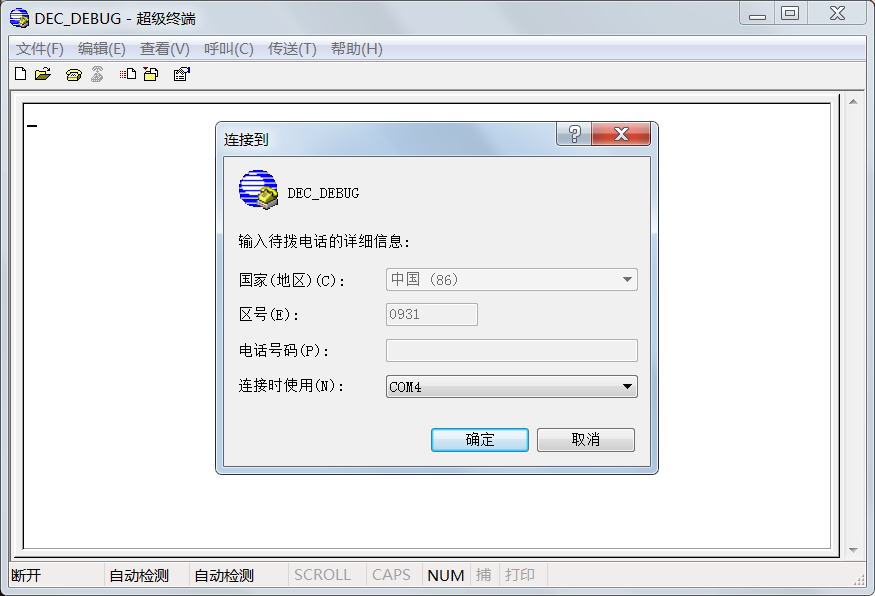 DEC_DEBUG - 超级终端
文件(F) 编辑(E) 查看(V) 呼叫(C) 传送(T) 帮助(H)
连接到
DEC_DEBUG
输入待拨电话的详细信息:
国家(地区)(C): 中国 (86)
区号(E): 0931
电话号码(P):
连接时使用(N): COM4
确定 取消
断开 自动检测 自动检测 SCROLL CAPS NUM 捕 打印